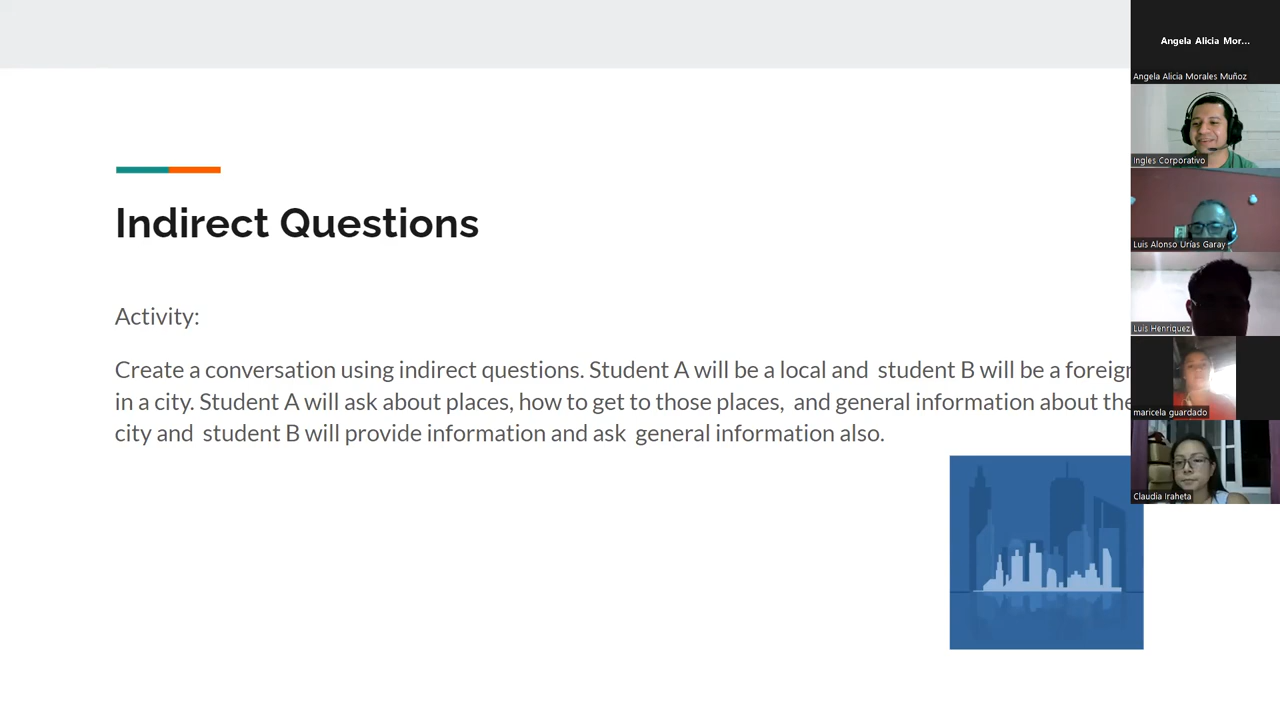 Indirect Questions
Activity:
Create a conversation using indirect questions. Student A will be a local and student B will be a foreign
in a city. Student A will ask about places, how to get to those places, and general information about the
city and student B will provide information and ask general information also.
Angela Alicia Mor...
Angela Alicia Morales Muñoz
Ingles Corporativo
Luis Alonso Urías Garay
Luis Henriquez
maricela guardado
Claudia Iraheta